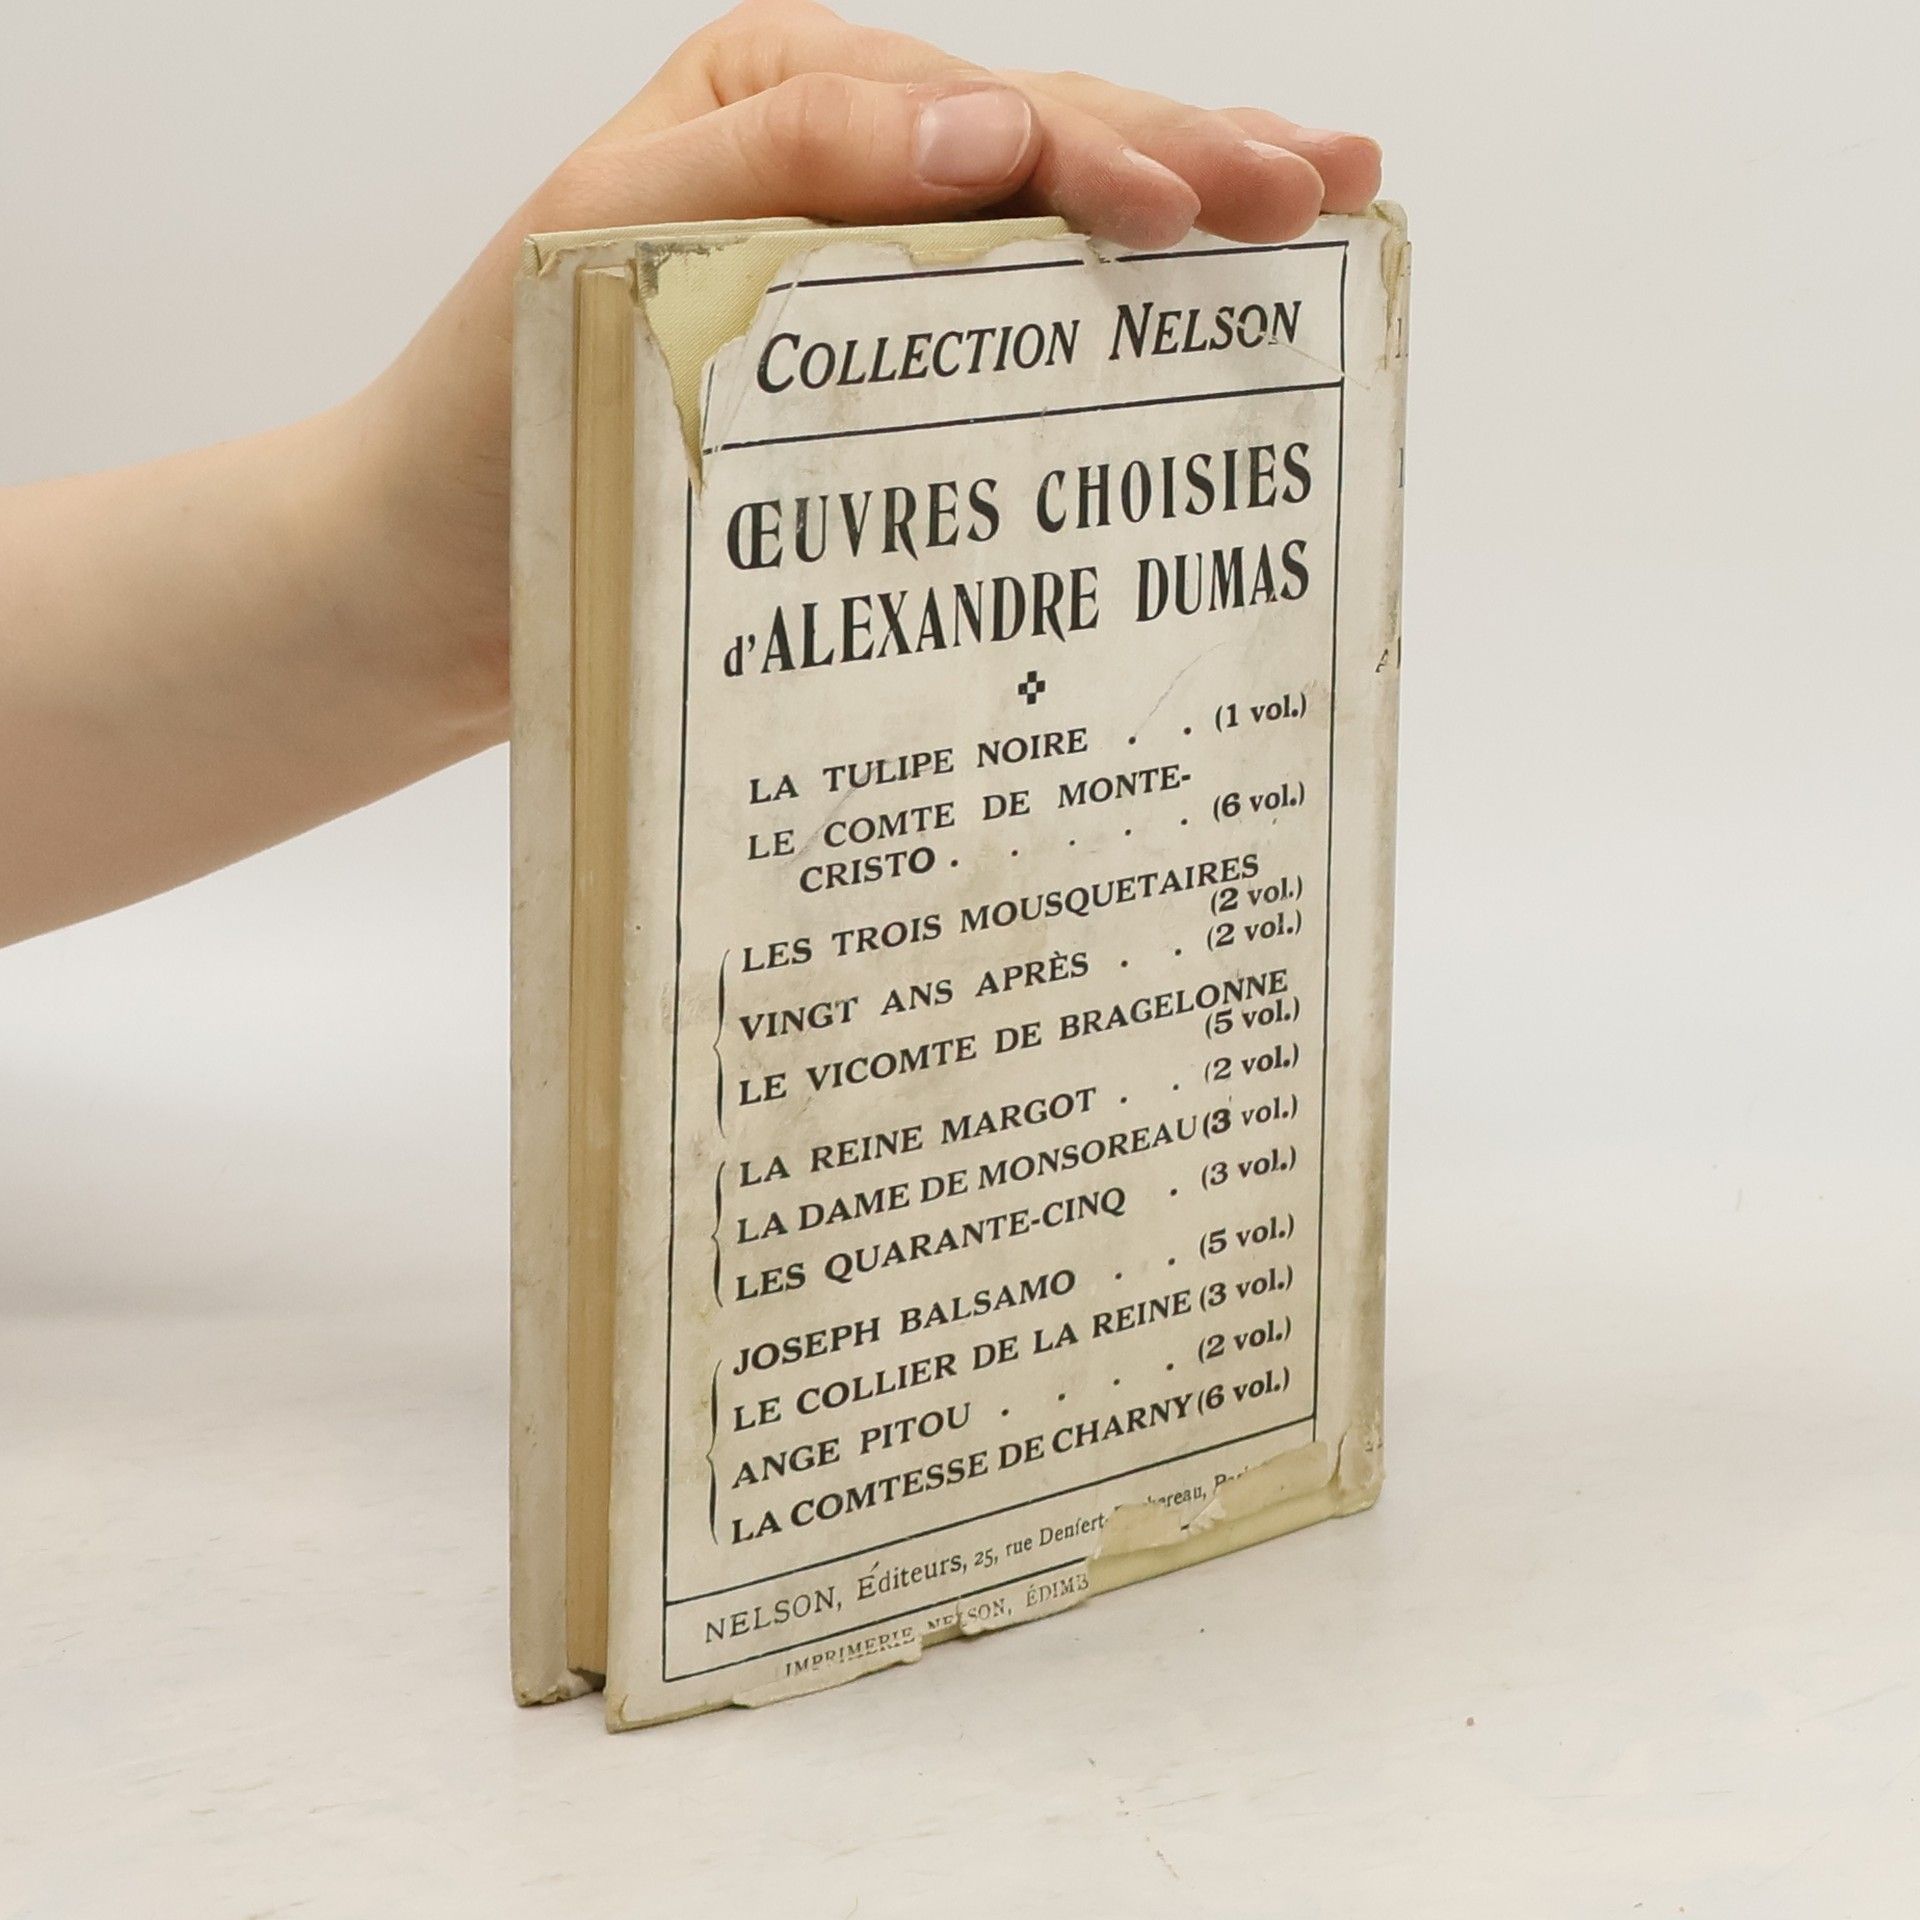 COLLECTION NELSON
ŒUVRES CHOISIES
d'ALEXANDRE DUMAS
LA TULIPE NOIRE . . (1 vol.)
LE COMTE DE MONTE-
CRISTO . . . . . (6 vol.)
LES TROIS MOUSQUETAIRES
(2 vol.)
VINGT ANS APRÈS . . (2 vol.)
LE VICOMTE DE BRAGELONNE
(5 vol.)
LA REINE MARGOT . . (2 vol.)
LA DAME DE MONSOREAU (3 vol.)
LES QUARANTE-CINQ . (3 vol.)
JOSEPH BALSAMO . . (5 vol.)
LE COLLIER DE LA REINE (3 vol.)
ANGE PITOU . . . . (2 vol.)
LA COMTESSE DE CHARNY (6 vol.)
NELSON, Éditeurs, 25, rue Denfert-
IMPRIMERIE NELSON, ÉDIMB